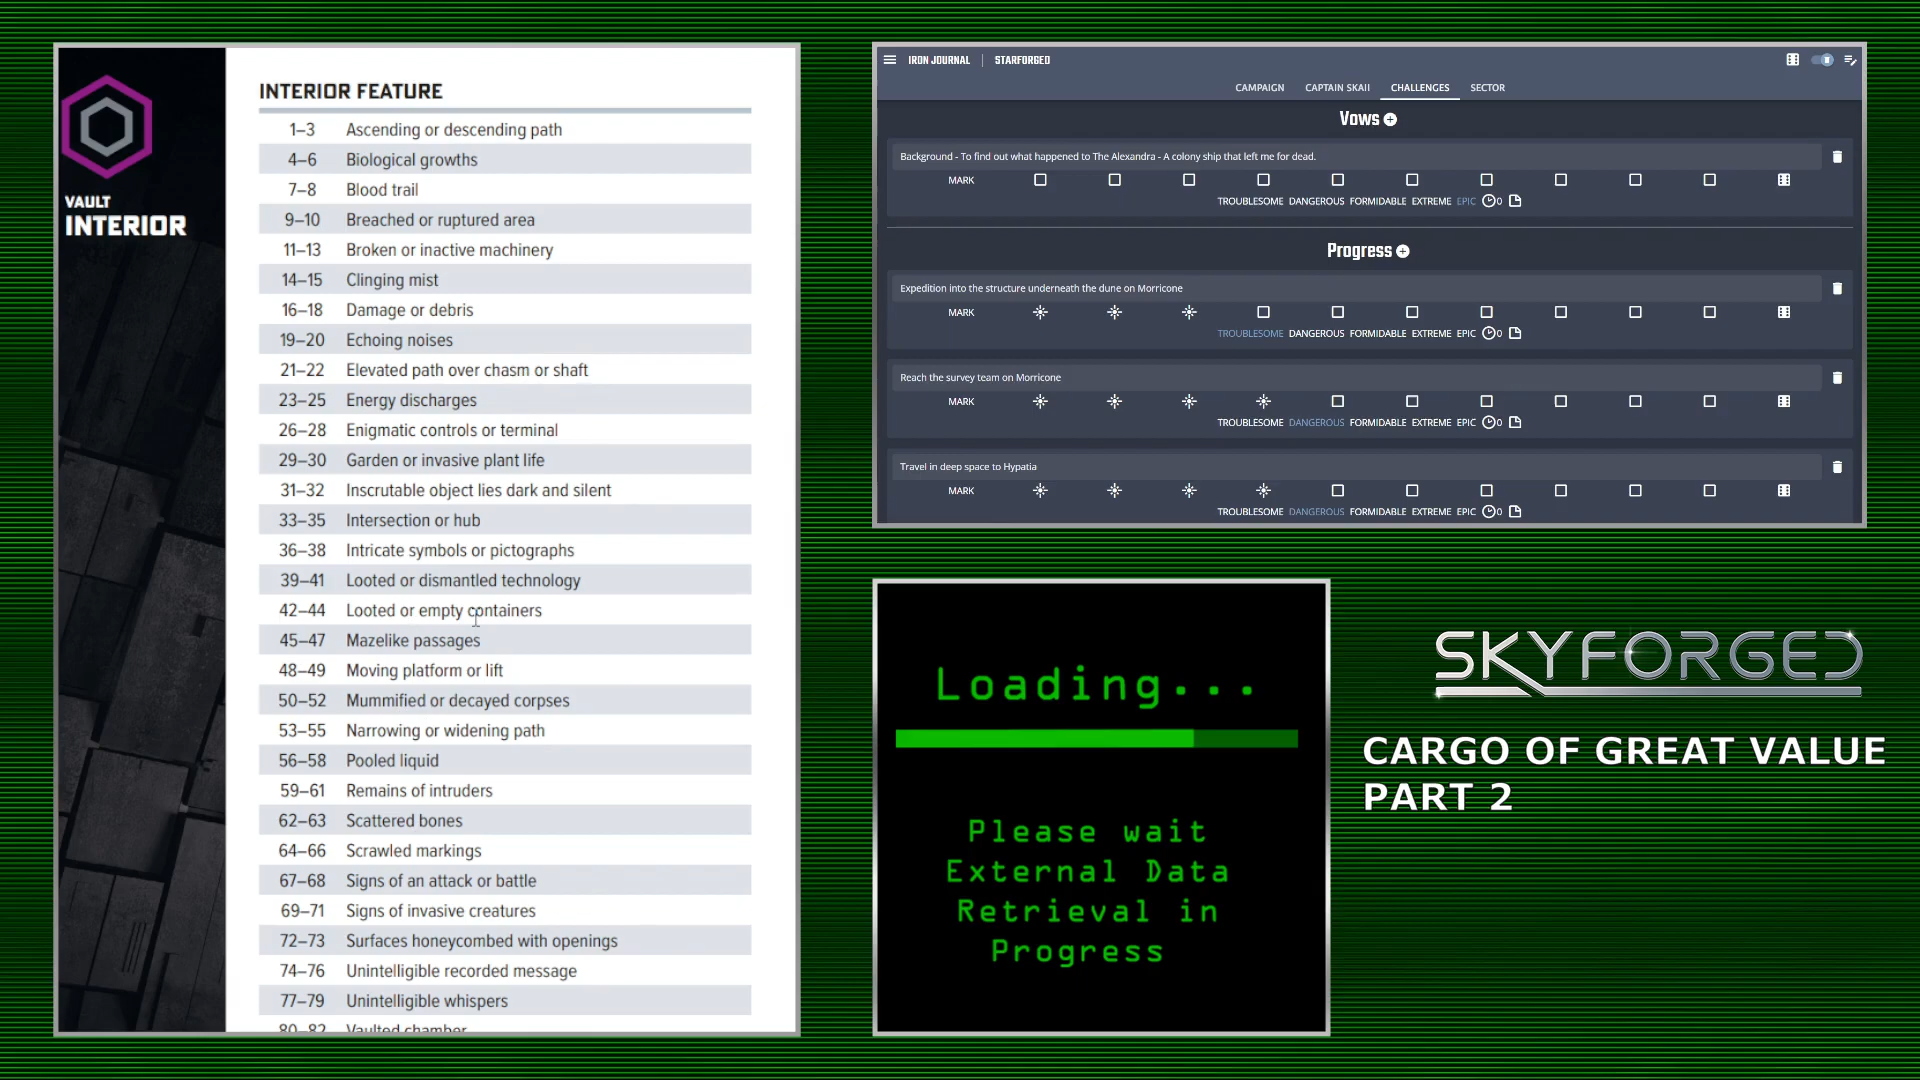 VAULT
INTERIOR
INTERIOR FEATURE
1–3 Ascending or descending path
4–6 Biological growths
7–8 Blood trail
9–10 Breached or ruptured area
11–13 Broken or inactive machinery
14–15 Clinging mist
16–18 Damage or debris
19–20 Echoing noises
21–22 Elevated path over chasm or shaft
23–25 Energy discharges
26–28 Enigmatic controls or terminal
29–30 Garden or invasive plant life
31–32 Inscrutable object lies dark and silent
33–35 Intersection or hub
36–38 Intricate symbols or pictographs
39–41 Looted or dismantled technology
42–44 Looted or empty containers
45–47 Mazelike passages
48–49 Moving platform or lift
50–52 Mummified or decayed corpses
53–55 Narrowing or widening path
56–58 Pooled liquid
59–61 Remains of intruders
62–63 Scattered bones
64–66 Scrawled markings
67–68 Signs of an attack or battle
69–71 Signs of invasive creatures
72–73 Surfaces honeycombed with openings
74–76 Unintelligible recorded message
77–79 Unintelligible whispers
80–82 Vaulted chamber
IRON JOURNAL STARFORGED
CAMPAIGN CAPTAIN SKAII CHALLENGES SECTOR
Vows
Background - To find out what happened to The Alexandra - A colony ship that left me for dead.
MARK
TROUBLESOME DANGEROUS FORMIDABLE EXTREME EPIC 0
Progress
Expedition into the structure underneath the dune on Morricone
MARK
TROUBLESOME DANGEROUS FORMIDABLE EXTREME EPIC 0
Reach the survey team on Morricone
MARK
TROUBLESOME DANGEROUS FORMIDABLE EXTREME EPIC 0
Travel in deep space to Hypatia
MARK
TROUBLESOME DANGEROUS FORMIDABLE EXTREME EPIC 0
Loading...
Please wait
External Data
Retrieval in
Progress
SKYFORGED
CARGO OF GREAT VALUE
PART 2